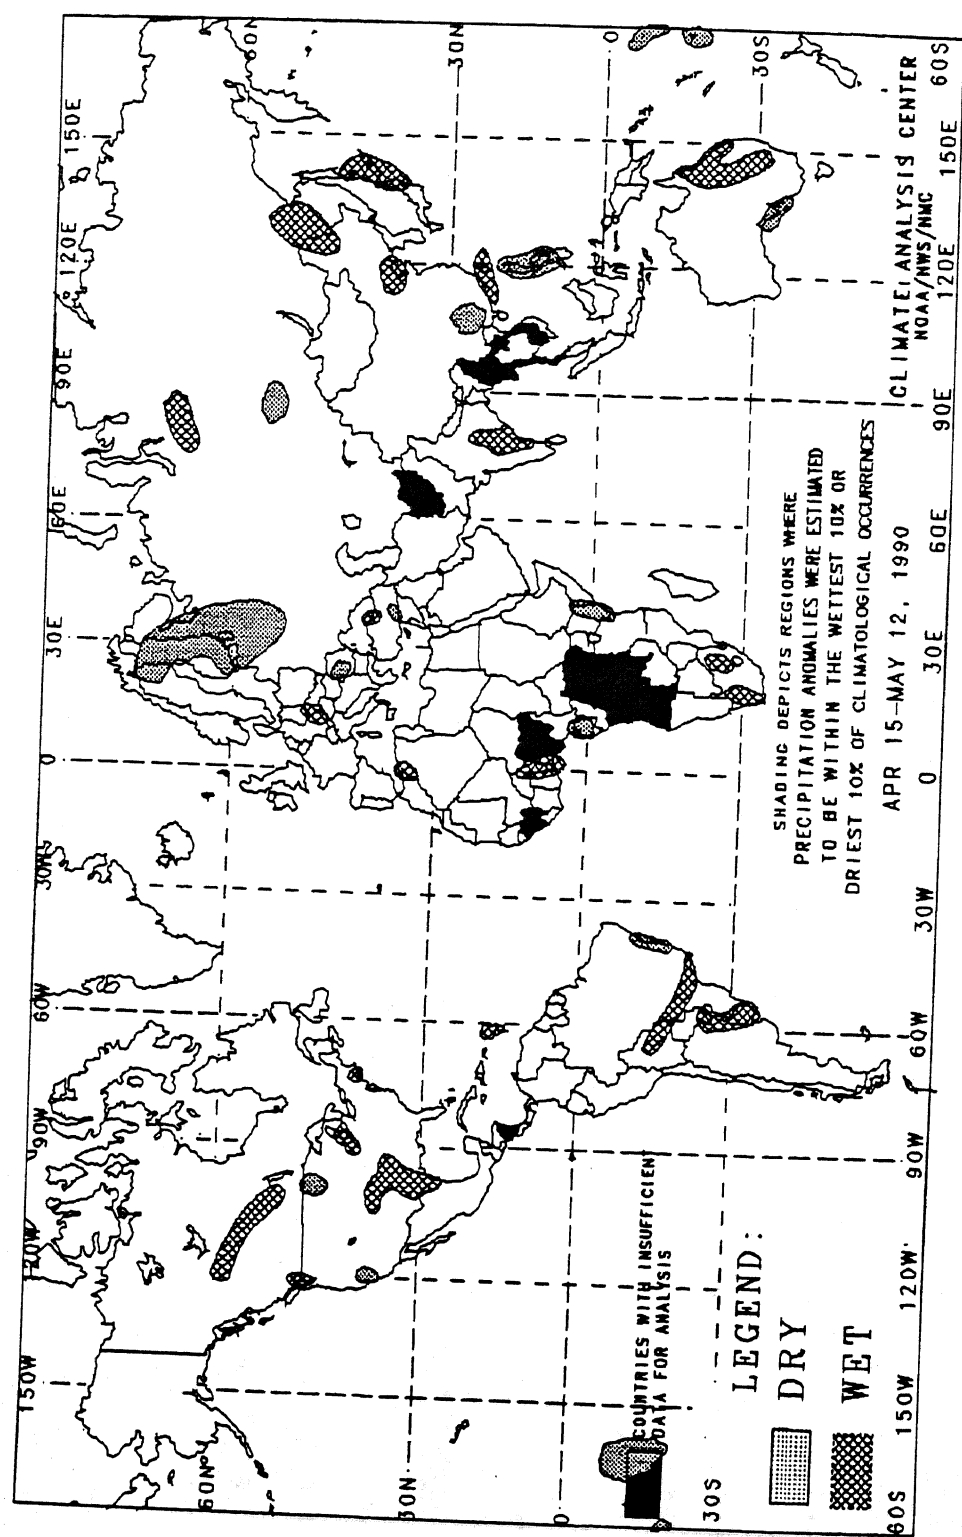 150W
120W
90W
60W
30W
0
30E
60E
90E
120E
150E
60N
60N
30N
30N
0
0
30S
30S
60S
60S
COUNTRIES WITH INSUFFICIENT
DATA FOR ANALYSIS
LEGEND:
DRY
WET
SHADING DEPICTS REGIONS WHERE
PRECIPITATION ANOMALIES WERE ESTIMATED
TO BE WITHIN THE WETTEST 10% OR
DRIEST 10% OF CLIMATOLOGICAL OCCURRENCES
APR 15-MAY 12, 1990
CLIMATE ANALYSIS CENTER
NOAA/NWS/NMC
150W
120W
90W
60W
30W
0
30E
60E
90E
120E
150E